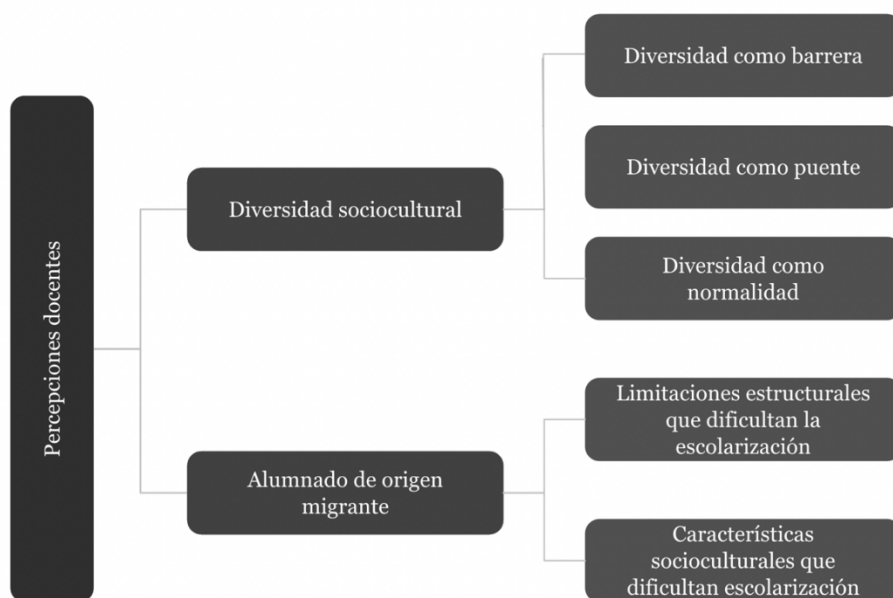 Percepciones docentes
Diversidad sociocultural
Diversidad como barrera
Diversidad como puente
Diversidad como
normalidad
Alumnado de origen
migrante
Limitaciones estructurales
que dificultan la
escolarización
Características
socioculturales que
dificultan escolarización